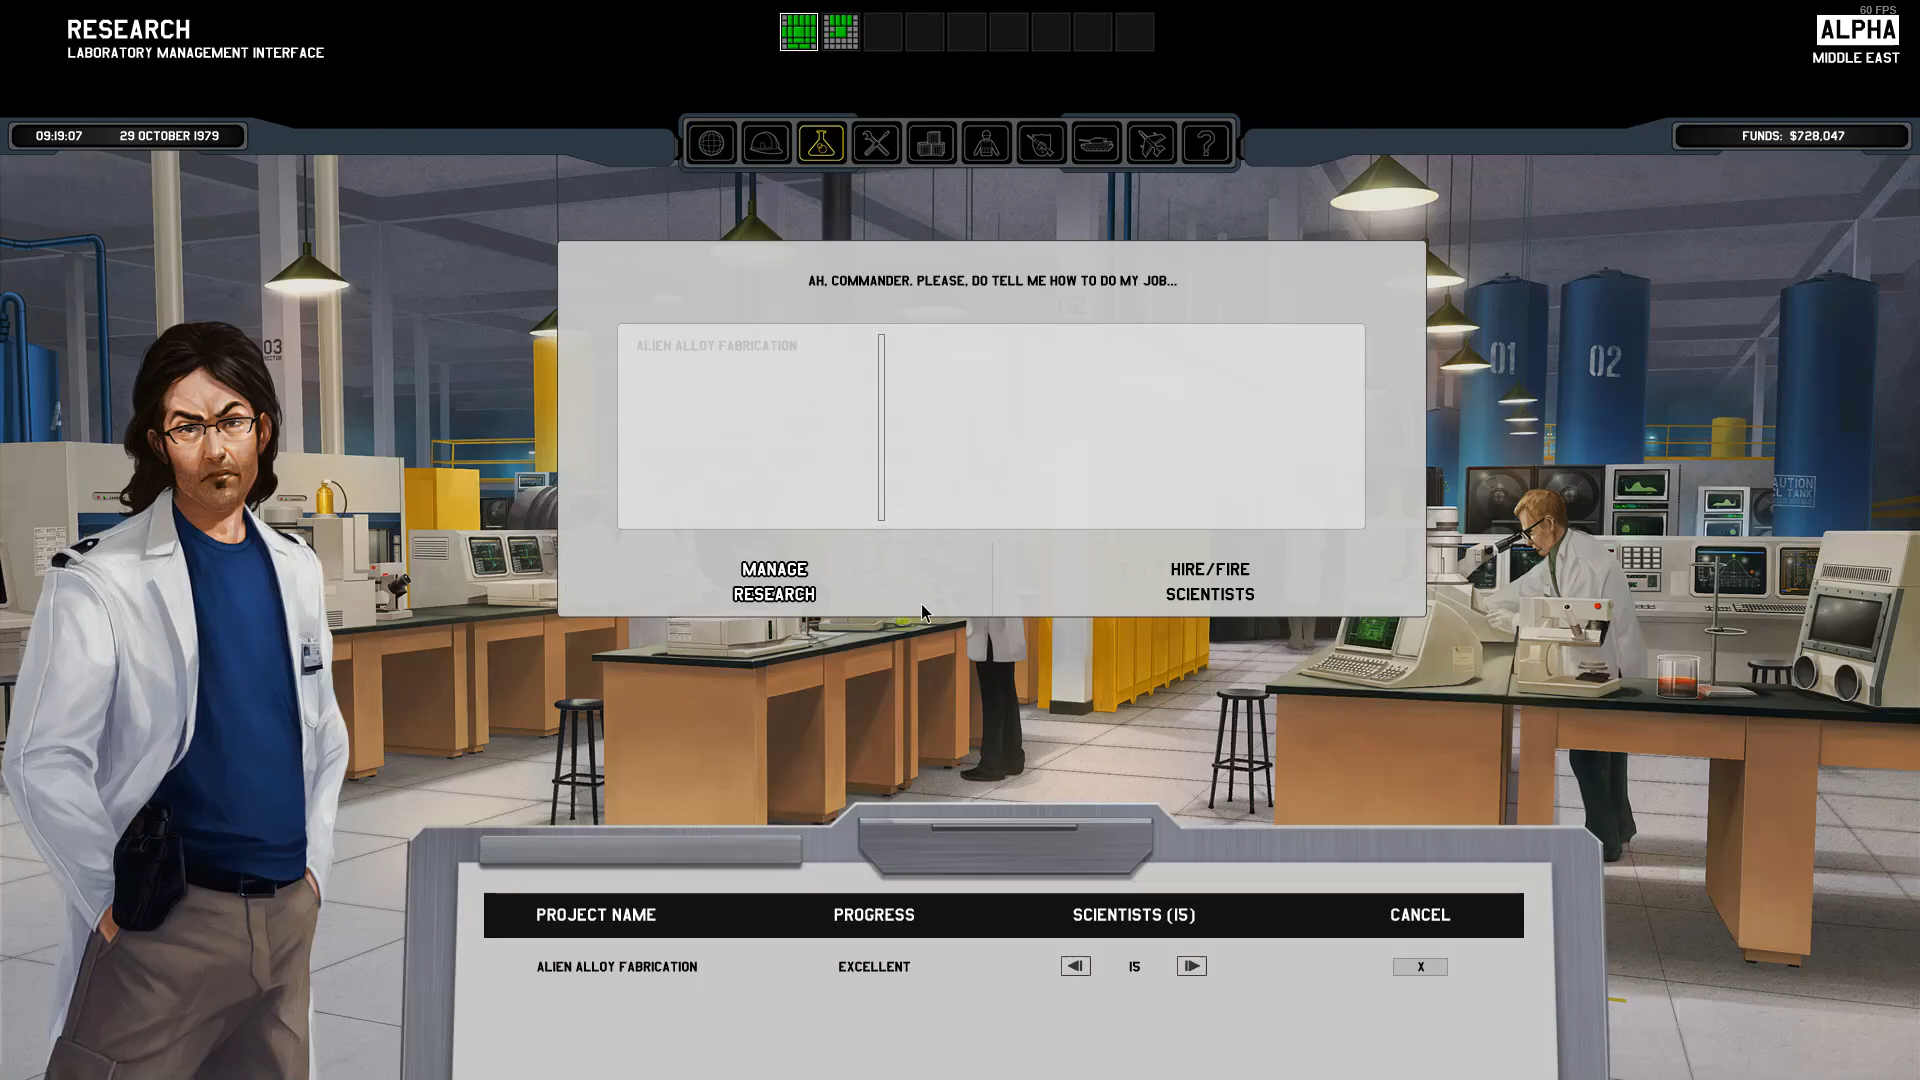 60 FPS
RESEARCH
LABORATORY MANAGEMENT INTERFACE
ALPHA
MIDDLE EAST
09:19:07 29 OCTOBER 1979
FUNDS: $728,047
AH, COMMANDER. PLEASE, DO TELL ME HOW TO DO MY JOB...
ALIEN ALLOY FABRICATION
03
01
02
MANAGE
RESEARCH
HIRE/FIRE
SCIENTISTS
PROJECT NAME PROGRESS SCIENTISTS (15) CANCEL
ALIEN ALLOY FABRICATION EXCELLENT 15 X